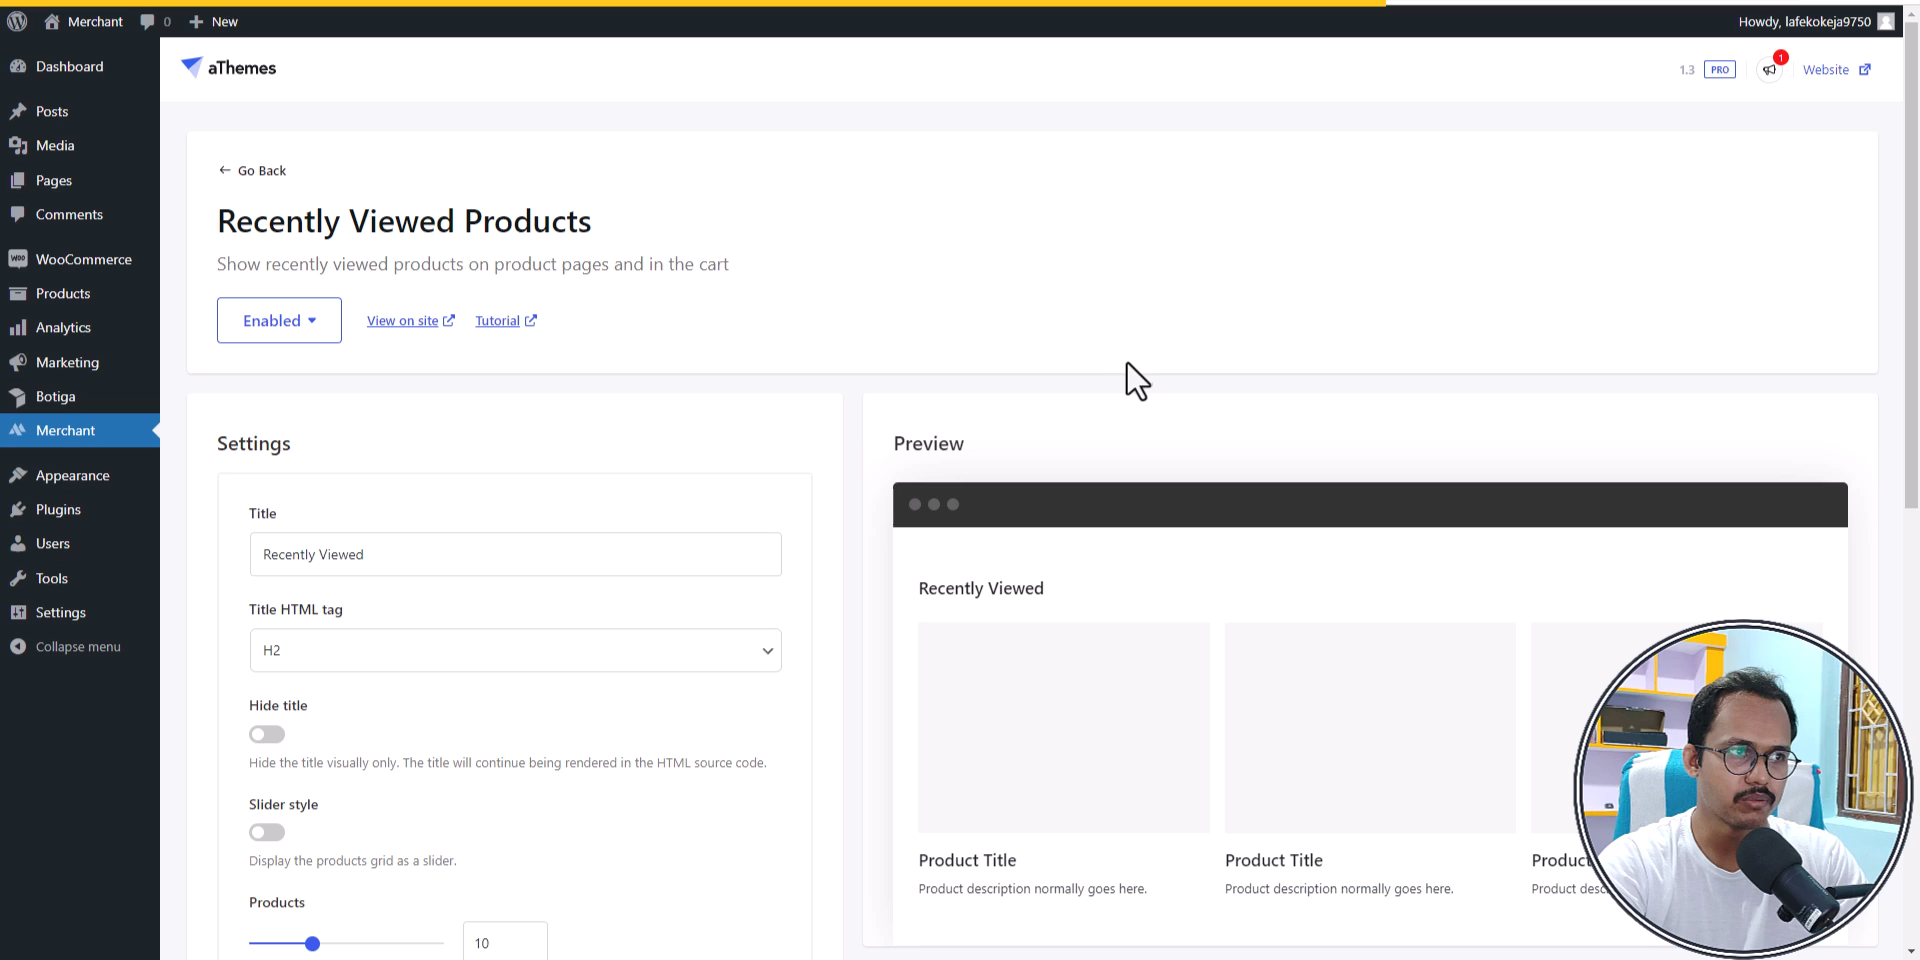 Merchant
0
New
Howdy, lafekokeja9750
Dashboard
Posts
Media
Pages
Comments
WooCommerce
Products
Analytics
Marketing
Botiga
Merchant
Appearance
Plugins
Users
Tools
Settings
Collapse menu
aThemes
1.3
PRO
1
Website
Go Back
Recently Viewed Products
Show recently viewed products on product pages and in the cart
Enabled
View on site
Tutorial
Settings
Title
Recently Viewed
Title HTML tag
H2
Hide title
Hide the title visually only. The title will continue being rendered in the HTML source code.
Slider style
Display the products grid as a slider.
Products
10
Preview
Recently Viewed
Product Title
Product description normally goes here.
Product Title
Product description normally goes here.
Product
Product desc